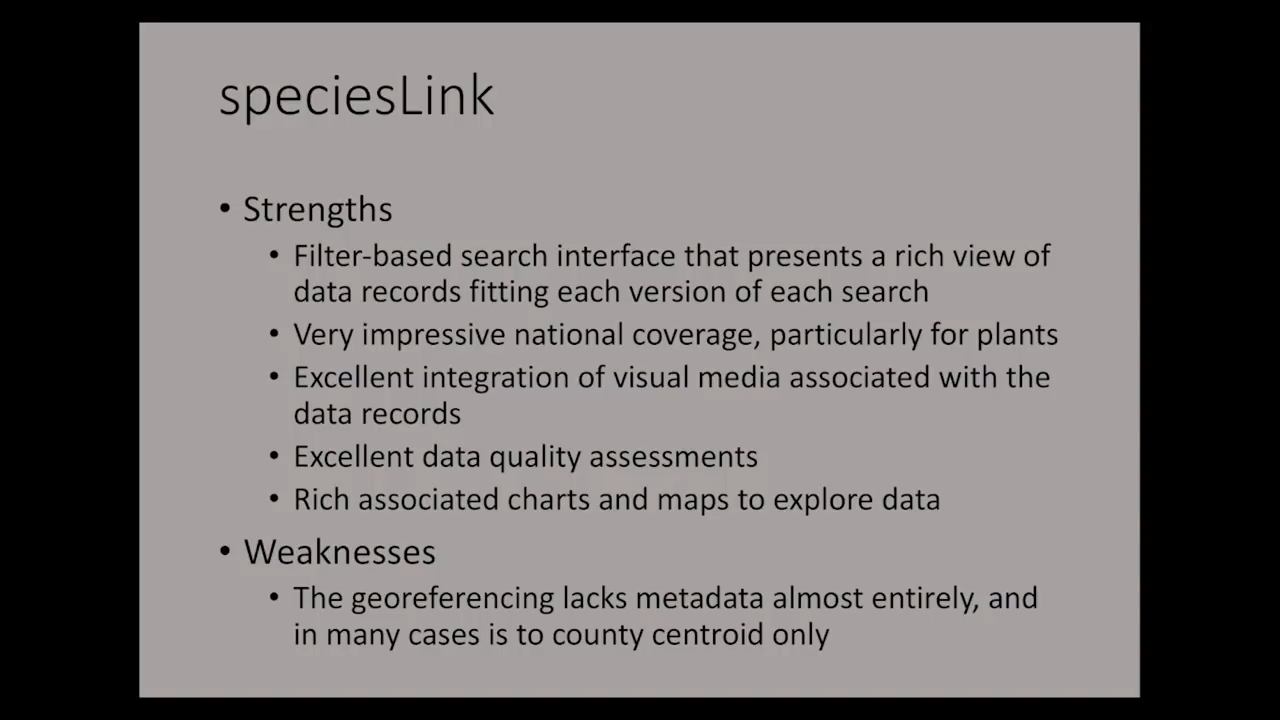 speciesLink
• Strengths
• Filter-based search interface that presents a rich view of
data records fitting each version of each search
• Very impressive national coverage, particularly for plants
• Excellent integration of visual media associated with the
data records
• Excellent data quality assessments
• Rich associated charts and maps to explore data
• Weaknesses
• The georeferencing lacks metadata almost entirely, and
in many cases is to county centroid only